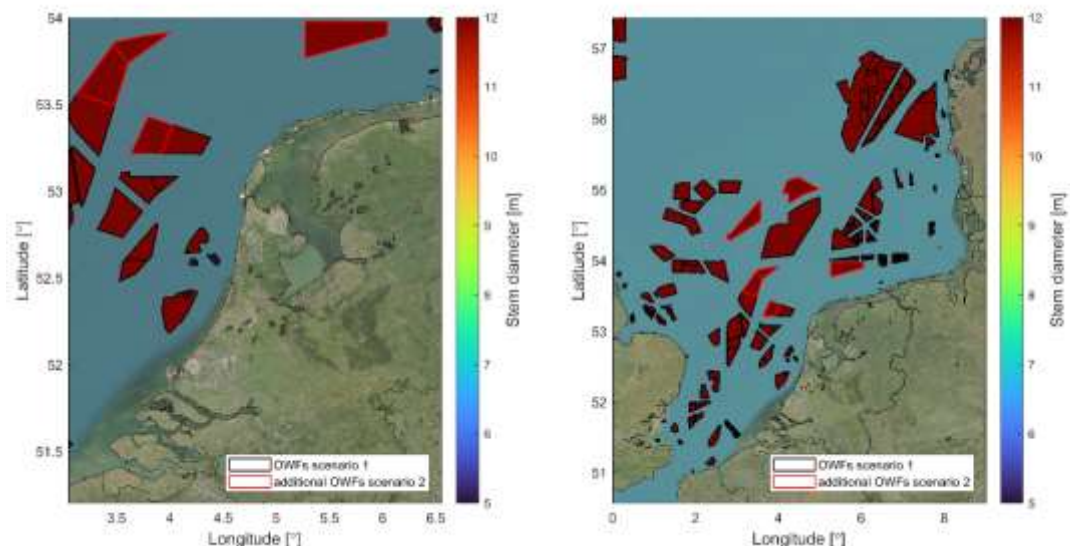 54
53.5
53
52.5
52
51.5
Latitude [°]
3.5 4 4.5 5 5.5 6 6.5
Longitude [°]
OWFs scenario 1
additional OWFs scenario 2
12
11
10
9
8
7
6
5
Stem diameter [m]
57
56
55
54
53
52
51
Latitude [°]
0 2 4 6 8
Longitude [°]
OWFs scenario 1
additional OWFs scenario 2
12
11
10
9
8
7
6
5
Stem diameter [m]